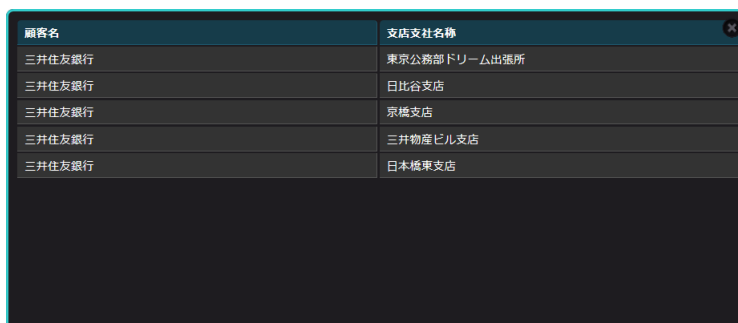 顧客名 支店支社名称
三井住友銀行 東京公務部ドリーム出張所
三井住友銀行 日比谷支店
三井住友銀行 京橋支店
三井住友銀行 三井物産ビル支店
三井住友銀行 日本橋東支店